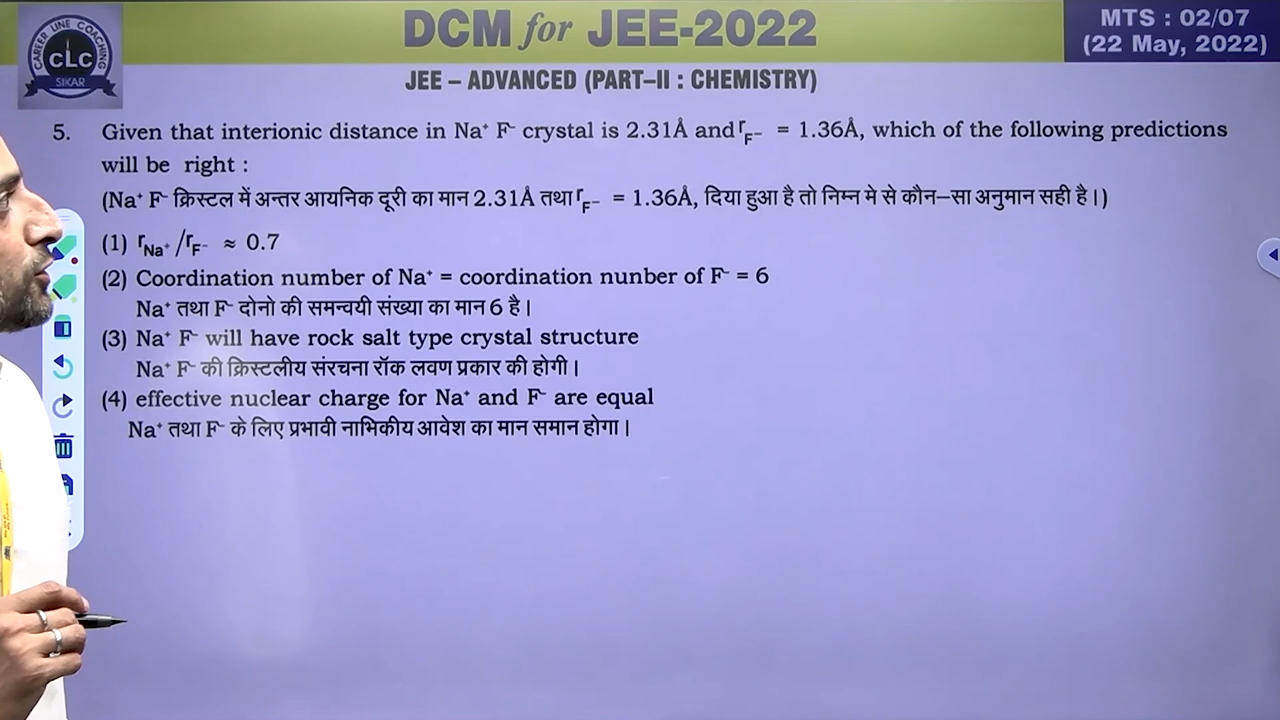 CAREER LINE COACHING
CLC
SIKAR
DCM for JEE-2022
MTS : 02/07
(22 May, 2022)
JEE – ADVANCED (PART–II : CHEMISTRY)
5. Given that interionic distance in Na⁺ F⁻ crystal is 2.31Å and r_F⁻ = 1.36Å, which of the following predictions
will be right :
(Na⁺ F⁻ क्रिस्टल में अन्तर आयनिक दूरी का मान 2.31Å तथा r_F⁻ = 1.36Å, दिया हुआ है तो निम्न मे से कौन–सा अनुमान सही है।)
(1) r_Na⁺ /r_F⁻ ≈ 0.7
(2) Coordination number of Na⁺ = coordination nunber of F⁻ = 6
Na⁺ तथा F⁻ दोनो की समन्वयी संख्या का मान 6 है।
(3) Na⁺ F⁻ will have rock salt type crystal structure
Na⁺ F⁻ की क्रिस्टलीय संरचना रॉक लवण प्रकार की होगी।
(4) effective nuclear charge for Na⁺ and F⁻ are equal
Na⁺ तथा F⁻ के लिए प्रभावी नाभिकीय आवेश का मान समान होगा।